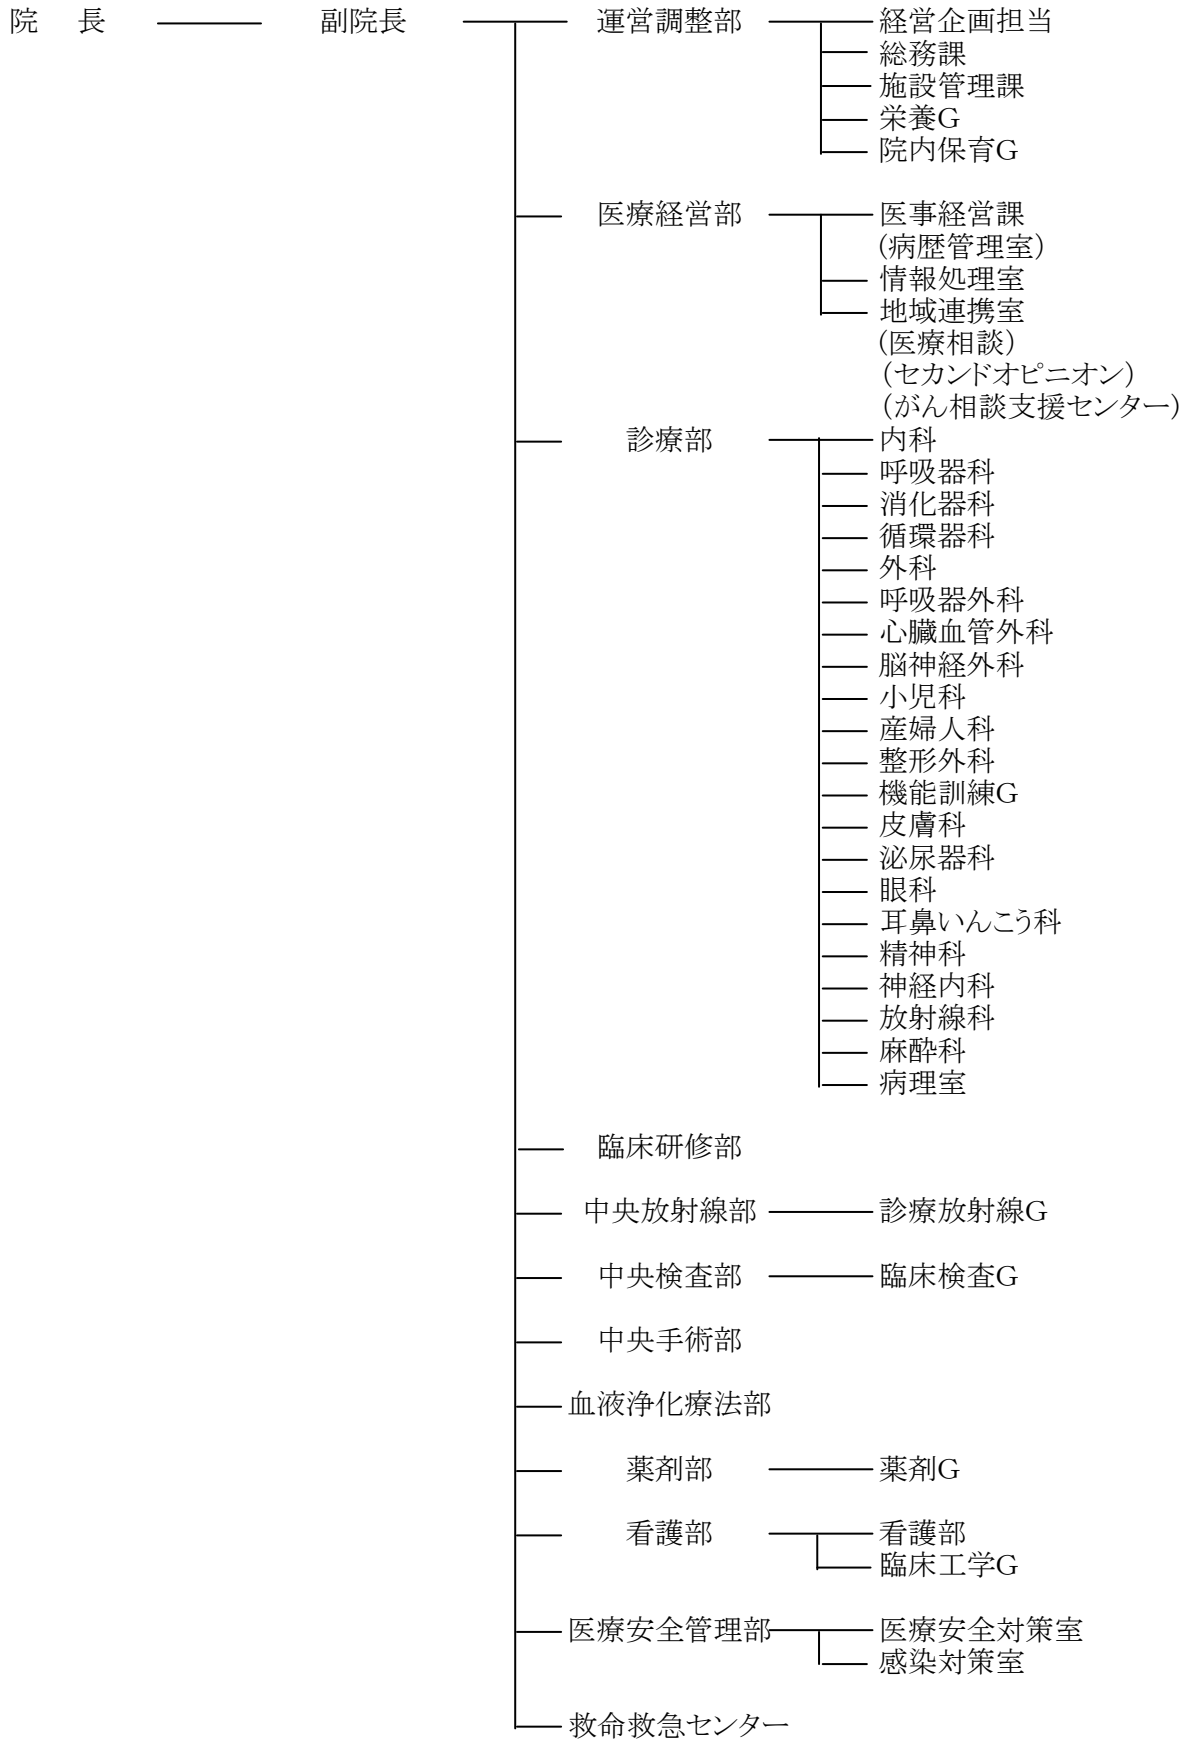 院　長　副院長　運営調整部　経営企画担当
総務課
施設管理課
栄養G
院内保育G
医療経営部　医事経営課
(病歴管理室)
情報処理室
地域連携室
(医療相談)
(セカンドオピニオン)
(がん相談支援センター)
診療部　内科
呼吸器科
消化器科
循環器科
外科
呼吸器外科
心臓血管外科
脳神経外科
小児科
産婦人科
整形外科
機能訓練G
皮膚科
泌尿器科
眼科
耳鼻いんこう科
精神科
神経内科
放射線科
麻酔科
病理室
臨床研修部
中央放射線部　診療放射線G
中央検査部　臨床検査G
中央手術部
血液浄化療法部
薬剤部　薬剤G
看護部　看護部
臨床工学G
医療安全管理部　医療安全対策室
感染対策室
救命救急センター